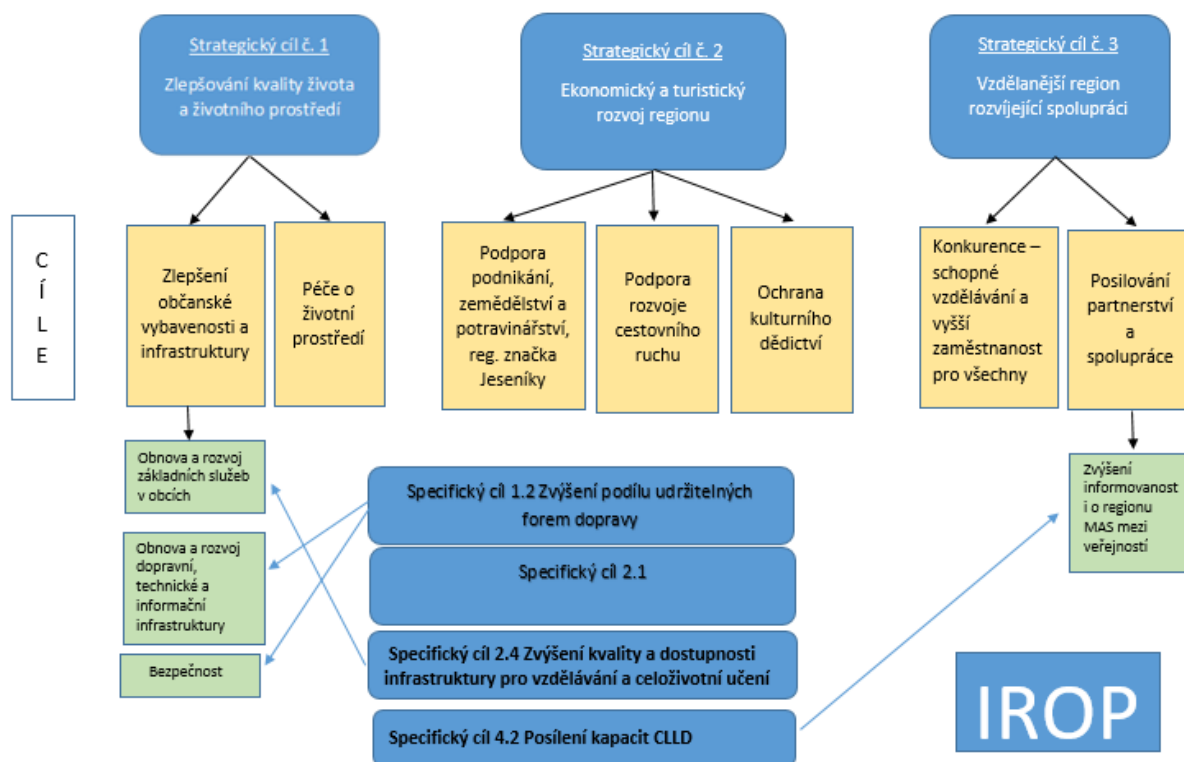 Strategický cíl č. 1
Zlepšování kvality života
a životního prostředí
Strategický cíl č. 2
Ekonomický a turistický
rozvoj regionu
Strategický cíl č. 3
Vzdělanější region
rozvíjející spolupráci
C
Í
L
E
Zlepšení
občanské
vybavenosti a
infrastruktury
Péče o
životní
prostředí
Podpora
podnikání,
zemědělství a
potravinářství,
reg. značka
Jeseníky
Podpora
rozvoje
cestovního
ruchu
Ochrana
kulturního
dědictví
Konkurence –
schopné
vzdělávání a
vyšší
zaměstnanost
pro všechny
Posilování
partnerství
a
spolupráce
Obnova a rozvoj
základních služeb
v obcích
Obnova a rozvoj
dopravní,
technické a
informační
infrastruktury
Bezpečnost
Specifický cíl 1.2 Zvýšení podílu udržitelných
forem dopravy
Specifický cíl 2.1
Specifický cíl 2.4 Zvýšení kvality a dostupnosti
infrastruktury pro vzdělávání a celoživotní učení
Specifický cíl 4.2 Posílení kapacit CLLD
Zvýšení
informovanost
i o regionu
MAS mezi
veřejností
IROP